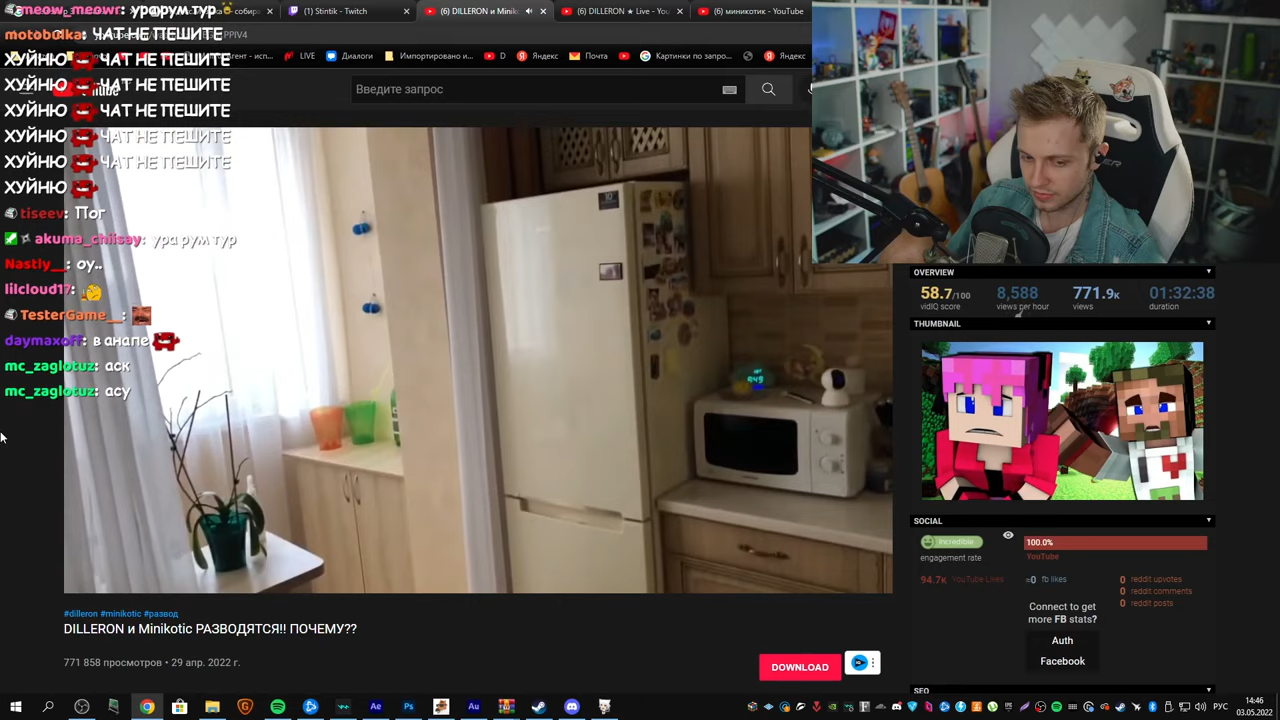 meow_meowr: урарум тур
motobulka: ЧАТ НЕ ПЕШИТЕ
ХУЙНЮ ЧАТ НЕ ПЕШИТЕ
ХУЙНЮ ЧАТ НЕ ПЕШИТЕ
ХУЙНЮ ЧАТ НЕ ПЕШИТЕ
ХУЙНЮ ЧАТ НЕ ПЕШИТЕ
ХУЙНЮ ЧАТ НЕ ПЕШИТЕ
ХУЙНЮ
tiseev: Пог
akuma_chiisay: ура рум тур
Nastly__: оу..
lilcloud17:
TesterGame__:
daymaxoff: в анапе
mc_zaglotuz: аск
mc_zaglotuz: асу
(1) Stintik - Twitch
(6) DILLERON и Minik
(6) DILLERON ★ Live - You
(6) миникотик - YouTube
LIVE
Диалоги
Импортировано и...
D
Яндекс
Почта
G
Картинки по запро...
Яндекс
Введите запрос
OVERVIEW
58.7/100
vidIQ score
8,588
views per hour
771.9K
views
01:32:38
duration
THUMBNAIL
SOCIAL
Incredible
engagement rate
100.0%
YouTube
94.7K YouTube Likes
≈0 fb likes
0 reddit upvotes
0 reddit comments
0 reddit posts
Connect to get
more FB stats?
Auth
Facebook
SEO
#dilleron #minikotic #развод
DILLERON и Minikotic РАЗВОДЯТСЯ!! ПОЧЕМУ??
771 858 просмотров • 29 апр. 2022 г.
DOWNLOAD
РУС
14:46
03.05.2022